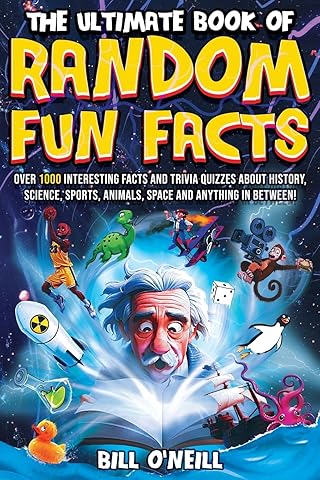 THE ULTIMATE BOOK OF
RANDOM
FUN FACTS
OVER 1000 INTERESTING FACTS AND TRIVIA QUIZZES ABOUT HISTORY,
SCIENCE, SPORTS, ANIMALS, SPACE AND ANYTHING IN BETWEEN!
BILL O'NEILL